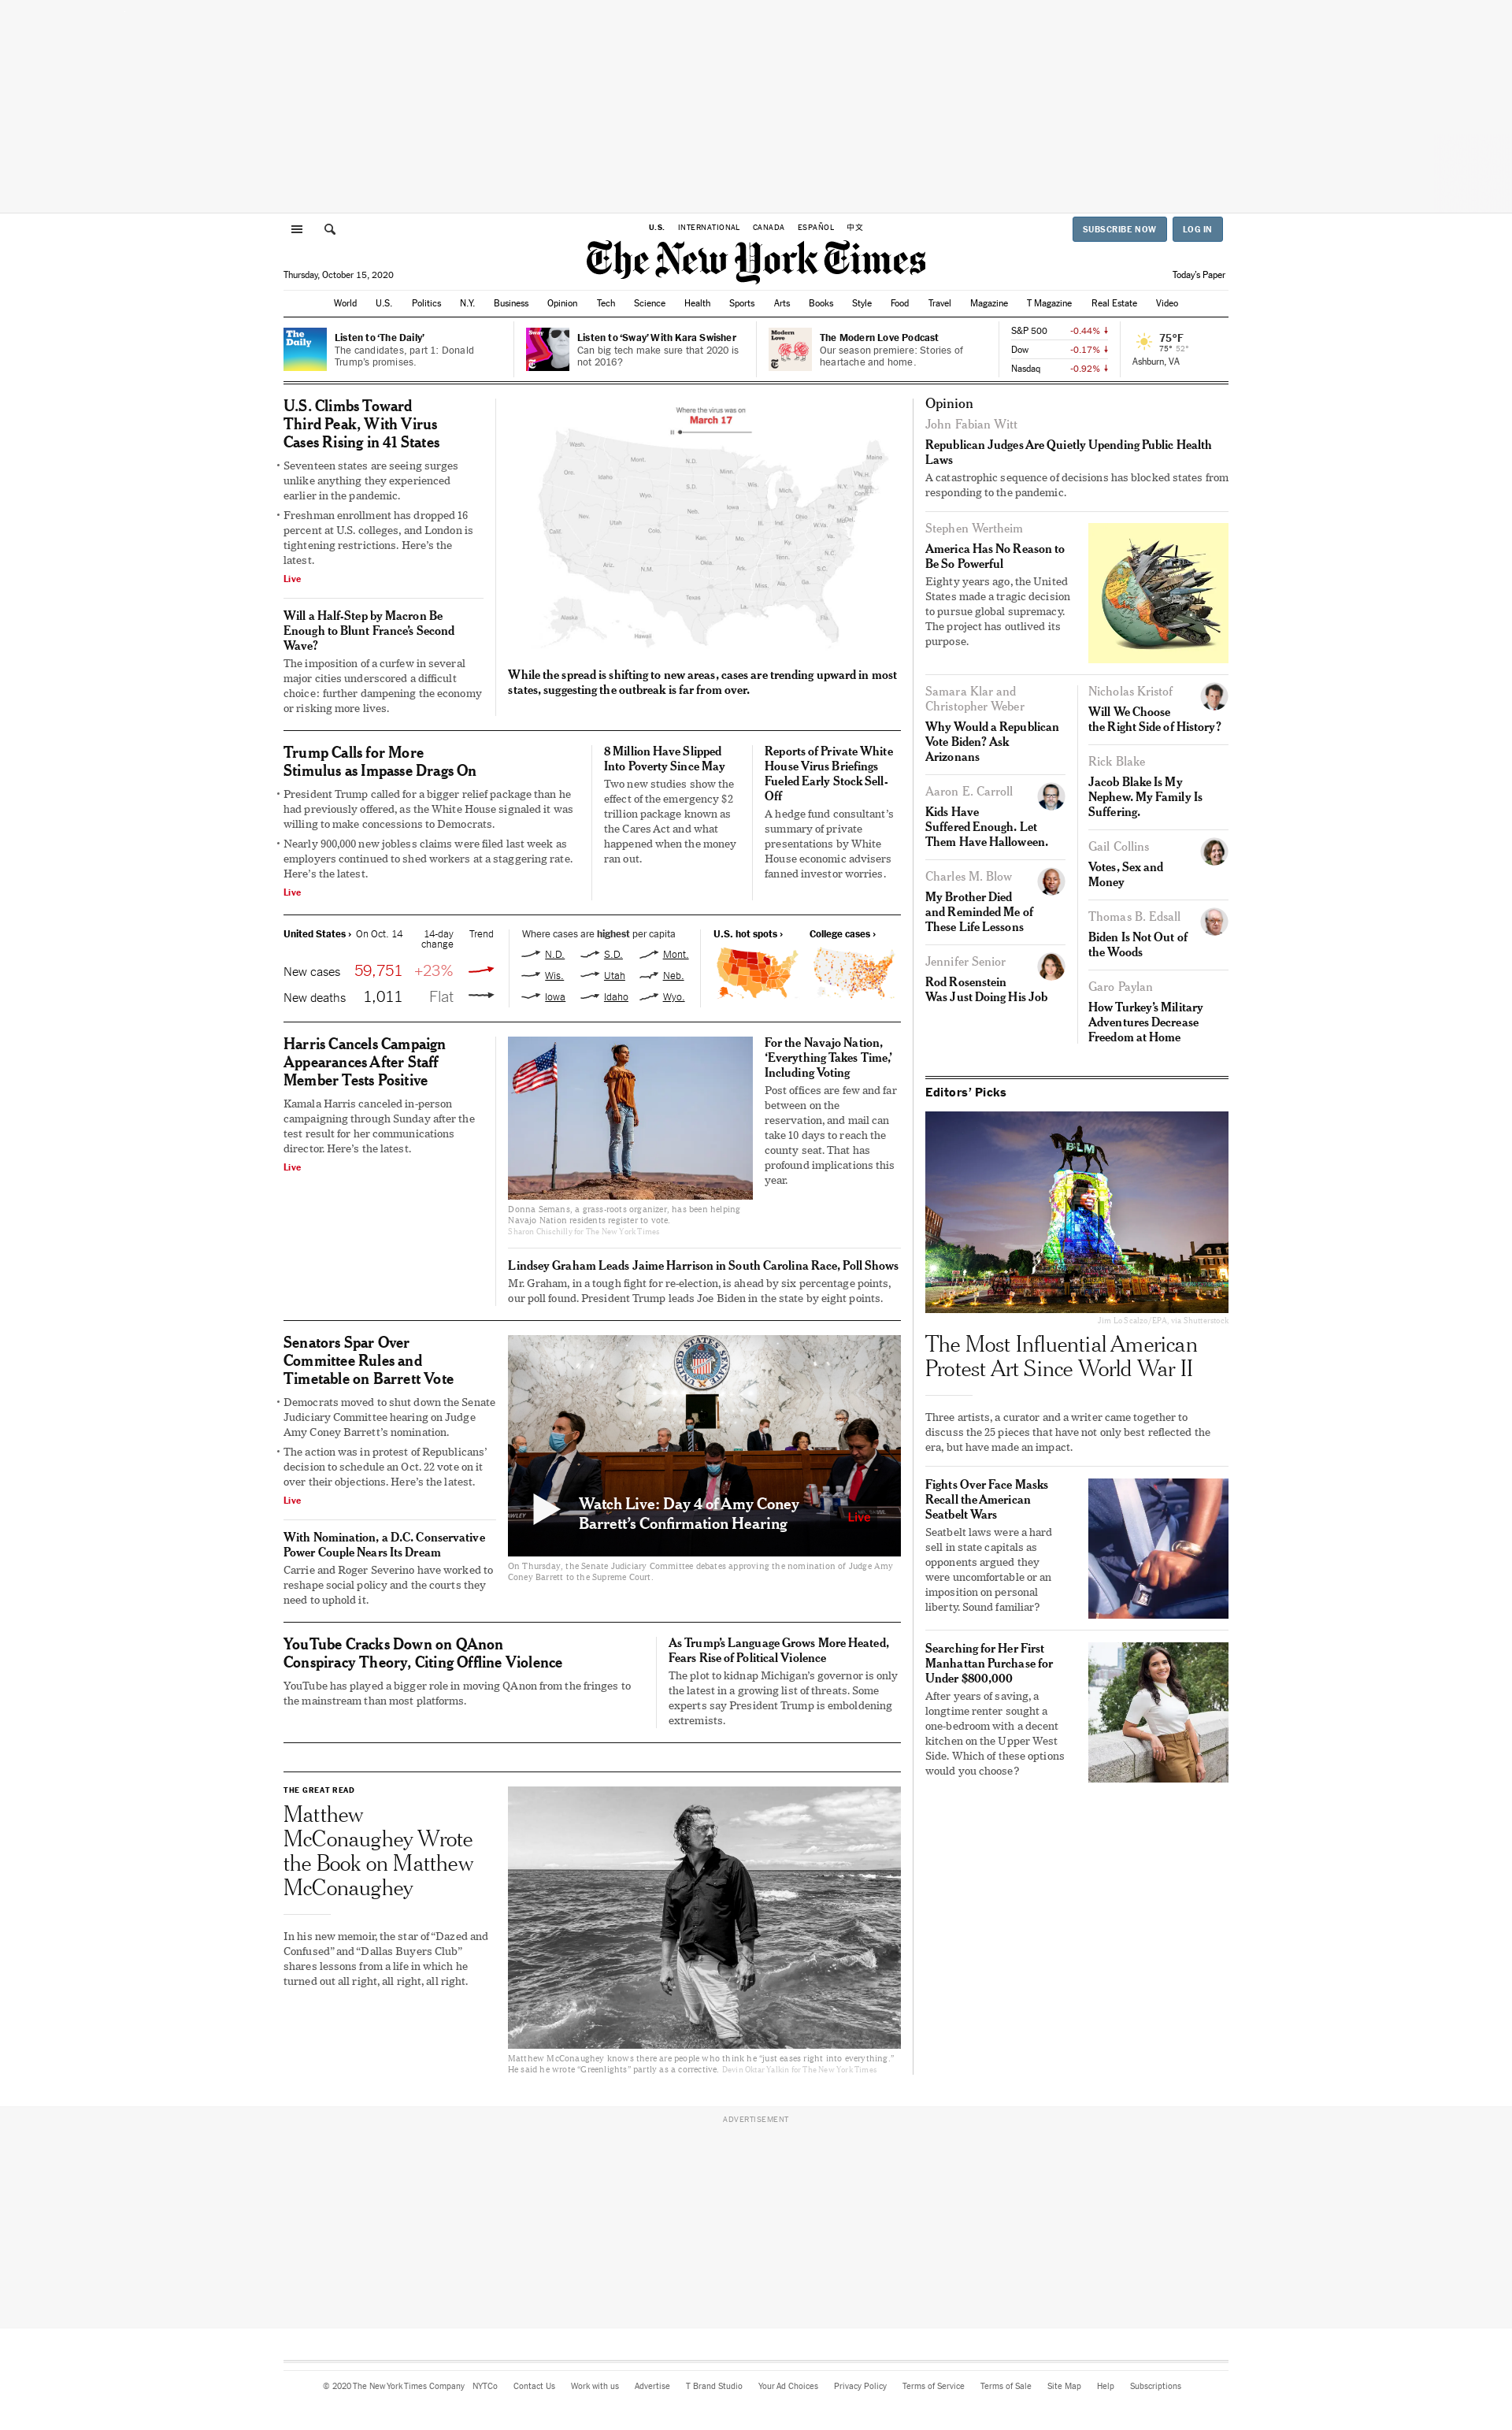 U.S. INTERNATIONAL CANADA ESPAÑOL 中文
SUBSCRIBE NOW LOG IN
The New York Times
Thursday, October 15, 2020
Today's Paper
World U.S. Politics N.Y. Business Opinion Tech Science Health Sports Arts Books Style Food Travel Magazine T Magazine Real Estate Video
The
Daily
Listen to 'The Daily'
The candidates, part 1: Donald
Trump's promises.
Sway
Listen to 'Sway' With Kara Swisher
Can big tech make sure that 2020 is
not 2016?
Modern
Love
The Modern Love Podcast
Our season premiere: Stories of
heartache and home.
S&P 500 -0.44%
Dow -0.17%
Nasdaq -0.92%
75°F
75° 52°
Ashburn, VA
U.S. Climbs Toward
Third Peak, With Virus
Cases Rising in 41 States
• Seventeen states are seeing surges
unlike anything they experienced
earlier in the pandemic.
• Freshman enrollment has dropped 16
percent at U.S. colleges, and London is
tightening restrictions. Here's the
latest.
Live
Will a Half-Step by Macron Be
Enough to Blunt France's Second
Wave?
The imposition of a curfew in several
major cities underscored a difficult
choice: further dampening the economy
or risking more lives.
Where the virus was on
March 17
Wash.
Mont.
N.D.
Minn.
Maine
Ore.
Idaho
S.D.
Wis.
Mich.
N.Y.
Wyo.
Iowa
Pa.
Nev.
Utah
Colo.
Neb.
Ill.
Ind.
Ohio
W.Va.
Md.
Del.
N.J.
Calif.
Kan.
Mo.
Ky.
Va.
Ariz.
N.M.
Okla.
Ark.
Tenn.
N.C.
S.C.
Texas
La.
Miss.
Ala.
Ga.
Fla.
Alaska
Hawaii
While the spread is shifting to new areas, cases are trending upward in most
states, suggesting the outbreak is far from over.
Trump Calls for More
Stimulus as Impasse Drags On
• President Trump called for a bigger relief package than he
had previously offered, as the White House signaled it was
willing to make concessions to Democrats.
• Nearly 900,000 new jobless claims were filed last week as
employers continued to shed workers at a staggering rate.
Here's the latest.
Live
8 Million Have Slipped
Into Poverty Since May
Two new studies show the
effect of the emergency $2
trillion package known as
the Cares Act and what
happened when the money
ran out.
Reports of Private White
House Virus Briefings
Fueled Early Stock Sell-
Off
A hedge fund consultant's
summary of private
presentations by White
House economic advisers
fanned investor worries.
United States › On Oct. 14 14-day
change Trend
New cases 59,751 +23%
New deaths 1,011 Flat
Where cases are highest per capita
N.D. S.D. Mont.
Wis. Utah Neb.
Iowa Idaho Wyo.
U.S. hot spots › College cases ›
Harris Cancels Campaign
Appearances After Staff
Member Tests Positive
Kamala Harris canceled in-person
campaigning through Sunday after the
test result for her communications
director. Here's the latest.
Live
Donna Semans, a grass-roots organizer, has been helping
Navajo Nation residents register to vote.
Sharon Chischilly for The New York Times
For the Navajo Nation,
'Everything Takes Time,'
Including Voting
Post offices are few and far
between on the
reservation, and mail can
take 10 days to reach the
county seat. That has
profound implications this
year.
Lindsey Graham Leads Jaime Harrison in South Carolina Race, Poll Shows
Mr. Graham, in a tough fight for re-election, is ahead by six percentage points,
our poll found. President Trump leads Joe Biden in the state by eight points.
Senators Spar Over
Committee Rules and
Timetable on Barrett Vote
• Democrats moved to shut down the Senate
Judiciary Committee hearing on Judge
Amy Coney Barrett's nomination.
• The action was in protest of Republicans'
decision to schedule an Oct. 22 vote on it
over their objections. Here's the latest.
Live
With Nomination, a D.C. Conservative
Power Couple Nears Its Dream
Carrie and Roger Severino have worked to
reshape social policy and the courts they
need to uphold it.
UNITED STATES SENATE
Watch Live: Day 4 of Amy Coney
Barrett's Confirmation Hearing
Live
On Thursday, the Senate Judiciary Committee debates approving the nomination of Judge Amy
Coney Barrett to the Supreme Court.
YouTube Cracks Down on QAnon
Conspiracy Theory, Citing Offline Violence
YouTube has played a bigger role in moving QAnon from the fringes to
the mainstream than most platforms.
As Trump's Language Grows More Heated,
Fears Rise of Political Violence
The plot to kidnap Michigan's governor is only
the latest in a growing list of threats. Some
experts say President Trump is emboldening
extremists.
THE GREAT READ
Matthew
McConaughey Wrote
the Book on Matthew
McConaughey
In his new memoir, the star of "Dazed and
Confused" and "Dallas Buyers Club"
shares lessons from a life in which he
turned out all right, all right, all right.
Matthew McConaughey knows there are people who think he "just eases right into everything."
He said he wrote "Greenlights" partly as a corrective. Devin Oktar Yalkin for The New York Times
Opinion
John Fabian Witt
Republican Judges Are Quietly Upending Public Health
Laws
A catastrophic sequence of decisions has blocked states from
responding to the pandemic.
Stephen Wertheim
America Has No Reason to
Be So Powerful
Eighty years ago, the United
States made a tragic decision
to pursue global supremacy.
The project has outlived its
purpose.
Samara Klar and
Christopher Weber
Why Would a Republican
Vote Biden? Ask
Arizonans
Aaron E. Carroll
Kids Have
Suffered Enough. Let
Them Have Halloween.
Charles M. Blow
My Brother Died
and Reminded Me of
These Life Lessons
Jennifer Senior
Rod Rosenstein
Was Just Doing His Job
Nicholas Kristof
Will We Choose
the Right Side of History?
Rick Blake
Jacob Blake Is My
Nephew. My Family Is
Suffering.
Gail Collins
Votes, Sex and
Money
Thomas B. Edsall
Biden Is Not Out of
the Woods
Garo Paylan
How Turkey's Military
Adventures Decrease
Freedom at Home
Editors' Picks
BLM
Jim Lo Scalzo/EPA, via Shutterstock
The Most Influential American
Protest Art Since World War II
Three artists, a curator and a writer came together to
discuss the 25 pieces that have not only best reflected the
era, but have made an impact.
Fights Over Face Masks
Recall the American
Seatbelt Wars
Seatbelt laws were a hard
sell in state capitals as
opponents argued they
were uncomfortable or an
imposition on personal
liberty. Sound familiar?
Searching for Her First
Manhattan Purchase for
Under $800,000
After years of saving, a
longtime renter sought a
one-bedroom with a decent
kitchen on the Upper West
Side. Which of these options
would you choose?
ADVERTISEMENT
© 2020 The New York Times Company NYTCo Contact Us Work with us Advertise T Brand Studio Your Ad Choices Privacy Policy Terms of Service Terms of Sale Site Map Help Subscriptions